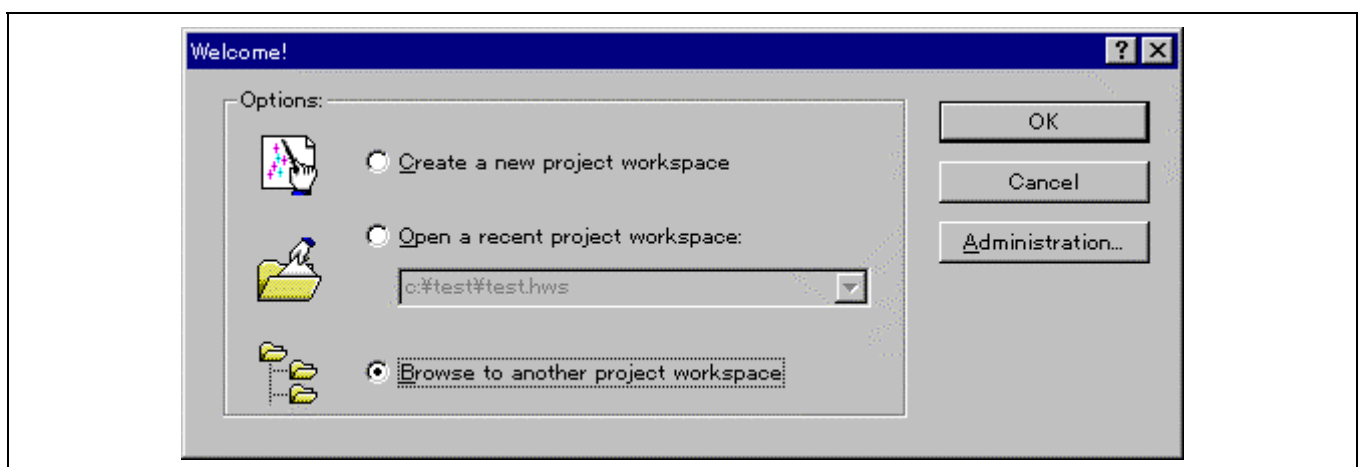 Welcome!
Options:
Create a new project workspace
Open a recent project workspace:
c:¥test¥test.hws
Browse to another project workspace
OK
Cancel
Administration...